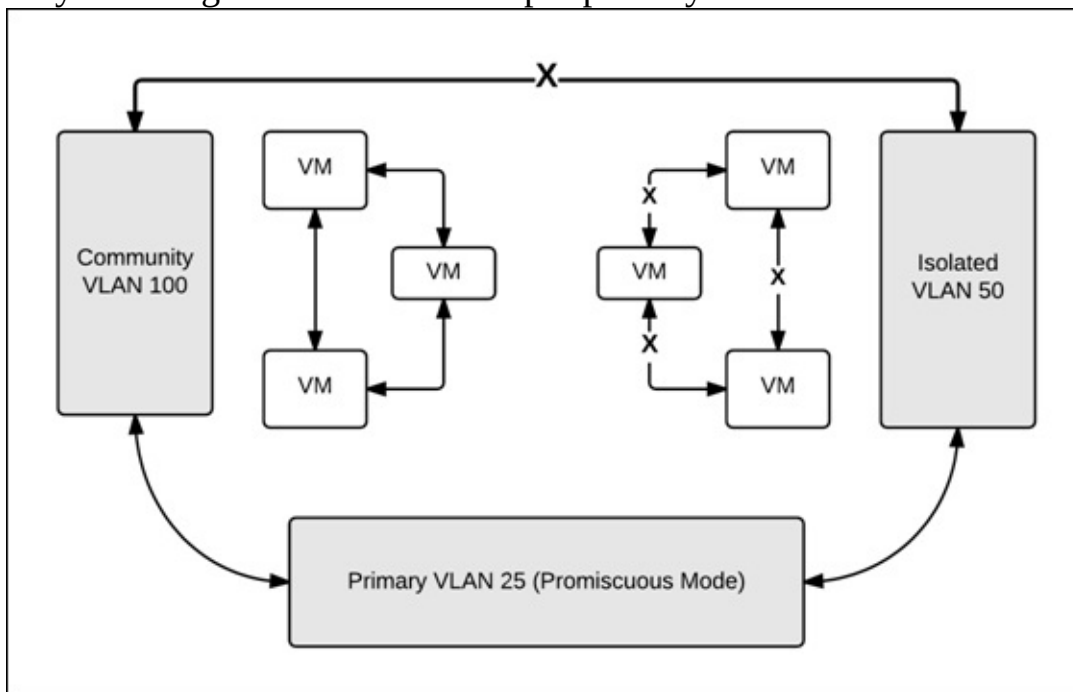 X
VM
VM
Community
VLAN 100
VM
X
VM
X
Isolated
VLAN 50
X
VM
VM
VM
Primary VLAN 25 (Promiscuous Mode)